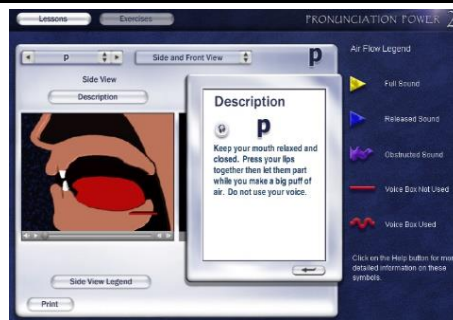 Lessons
Exercises
PRONUNCIATION POWER 2
p
Side and Front View
p
Side View
Description
Description
p
Keep your mouth relaxed and
closed. Press your lips
together then let them part
while you make a big puff of
air. Do not use your voice.
Side View Legend
Print
Air Flow Legend
Full Sound
Released Sound
Obstructed Sound
Voice Box Not Used
Voice Box Used
Click on the Help button for more
detailed information on these
symbols.